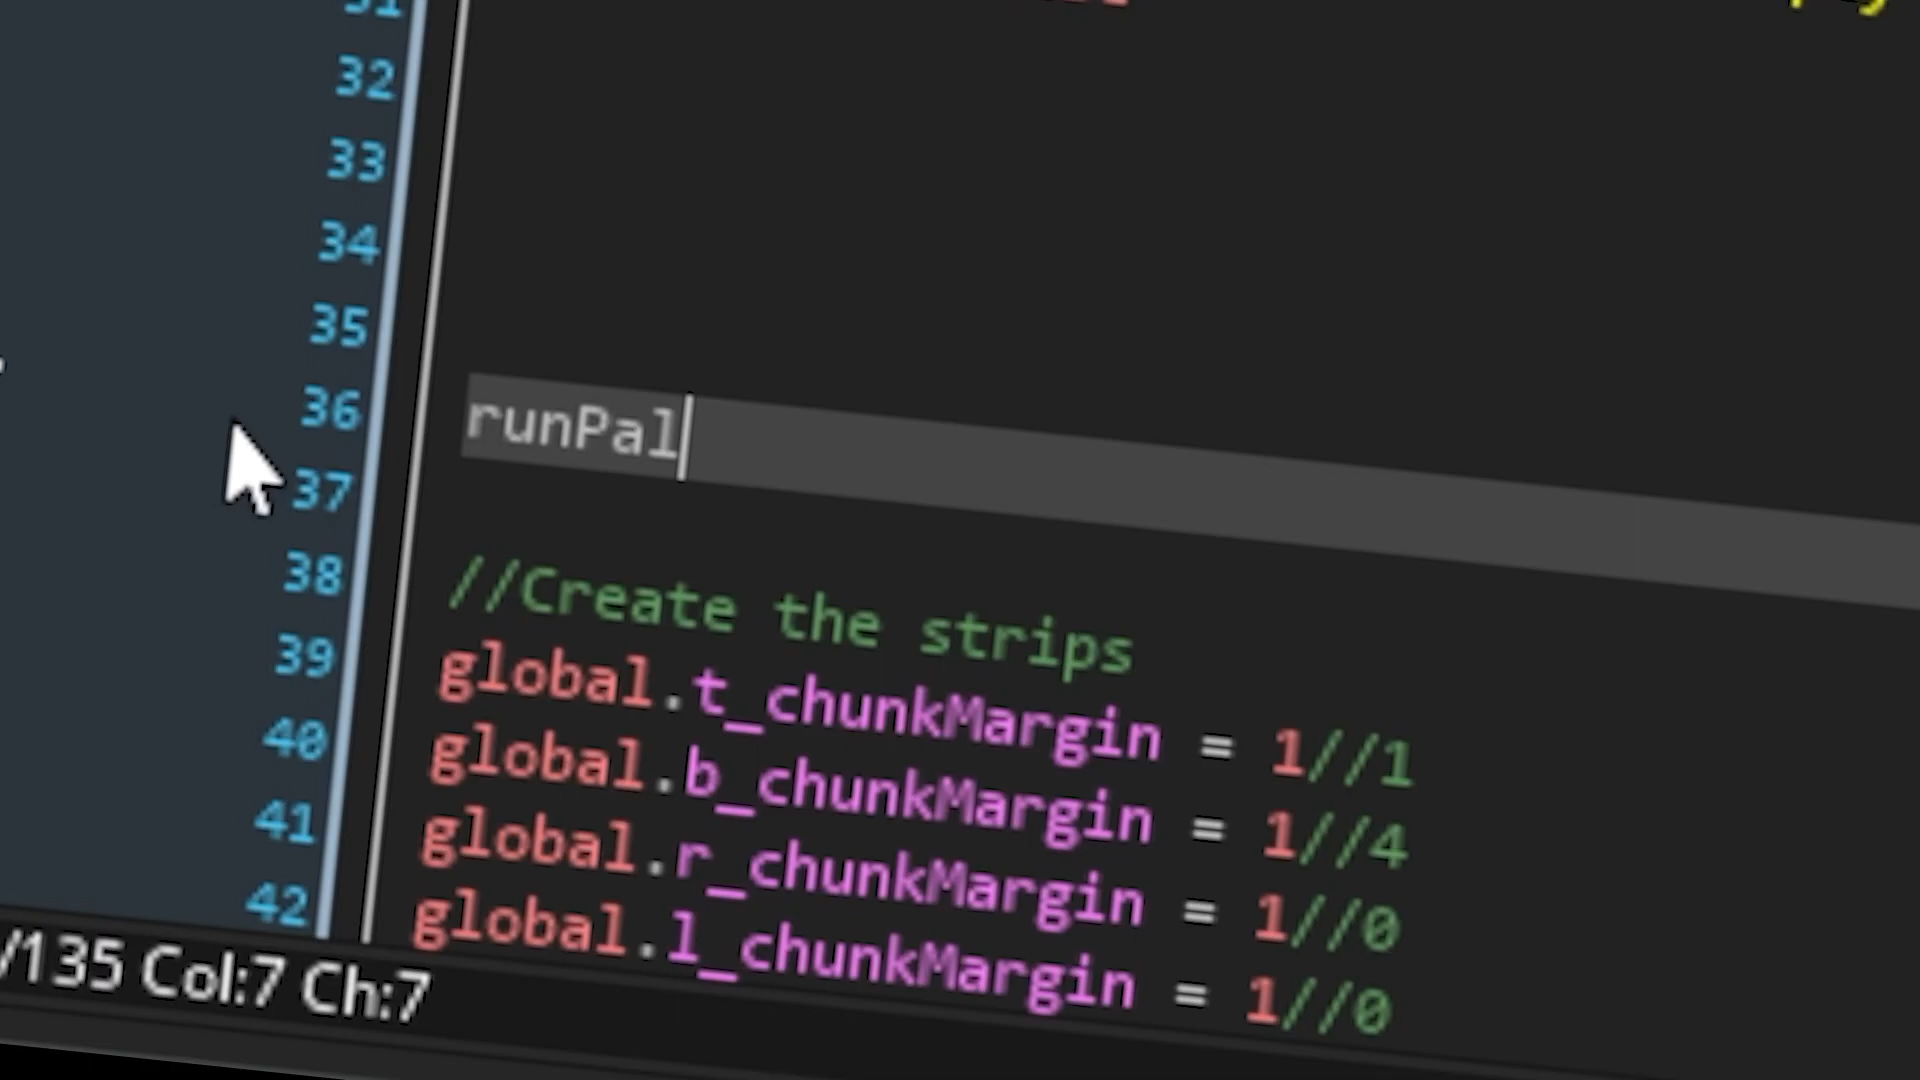 32
33
34
35
36 runPal
37
38 //Create the strips
39 global.t_chunkMargin = 1//1
40 global.b_chunkMargin = 1//4
41 global.r_chunkMargin = 1//0
42 global.l_chunkMargin = 1//0
/135 Col:7 Ch:7